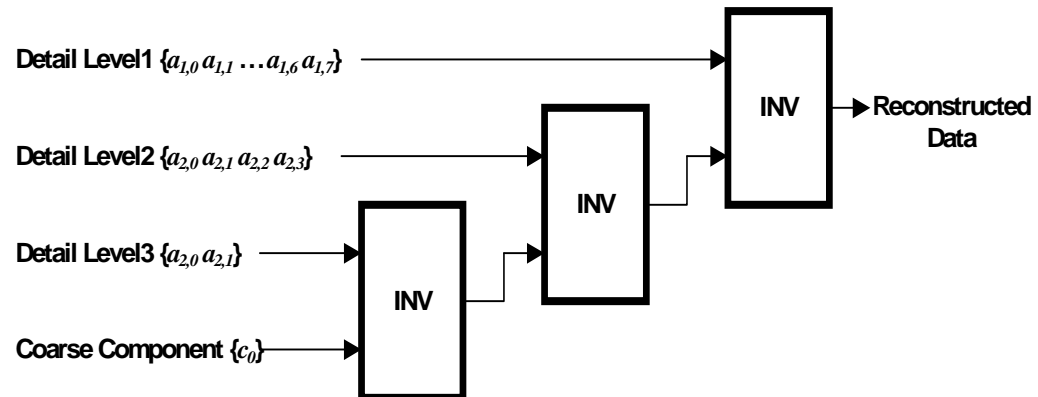 Detail Level1 {a1,0 a1,1 …a1,6 a1,7}
INV
Reconstructed
Data
Detail Level2 {a2,0 a2,1 a2,2 a2,3}
INV
Detail Level3 {a2,0 a2,1}
INV
Coarse Component {c0}